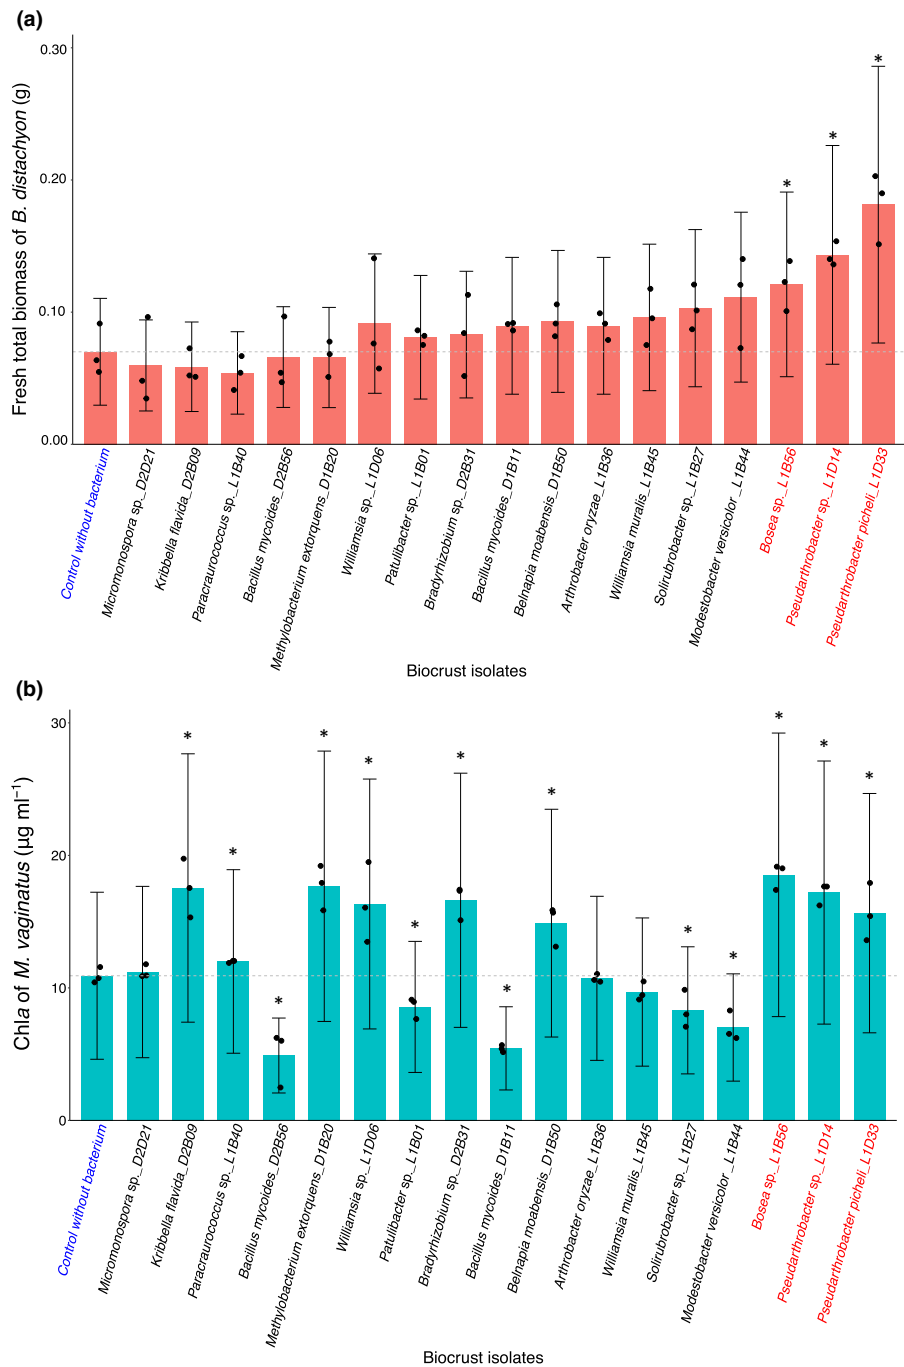 (a)
Fresh total biomass of B. distachyon (g)
0.30
0.20
0.10
0.00
*
*
*
Control without bacterium
Micromonospora sp._D2D21
Kribbella flavida_D2B09
Paracraurococcus sp._L1B40
Bacillus mycoides_D2B56
Methylobacterium extorquens_D1B20
Williamsia sp._L1D06
Patulibacter sp._L1B01
Bradyrhizobium sp._D2B31
Bacillus mycoides_D1B11
Belnapia moabensis_D1B50
Arthrobacter oryzae_L1B36
Williamsia muralis_L1B45
Solirubrobacter sp._L1B27
Modestobacter versicolor _L1B44
Bosea sp._L1B56
Pseudarthrobacter sp._L1D14
Pseudarthrobacter picheli_L1D33
Biocrust isolates
(b)
Chla of M. vaginatus (µg ml⁻¹)
30
20
10
0
*
*
*
*
*
*
*
*
*
*
*
*
*
*
Control without bacterium
Micromonospora sp._D2D21
Kribbella flavida_D2B09
Paracraurococcus sp._L1B40
Bacillus mycoides_D2B56
Methylobacterium extorquens_D1B20
Williamsia sp._L1D06
Patulibacter sp._L1B01
Bradyrhizobium sp._D2B31
Bacillus mycoides_D1B11
Belnapia moabensis_D1B50
Arthrobacter oryzae_L1B36
Williamsia muralis_L1B45
Solirubrobacter sp._L1B27
Modestobacter versicolor _L1B44
Bosea sp._L1B56
Pseudarthrobacter sp._L1D14
Pseudarthrobacter picheli_L1D33
Biocrust isolates